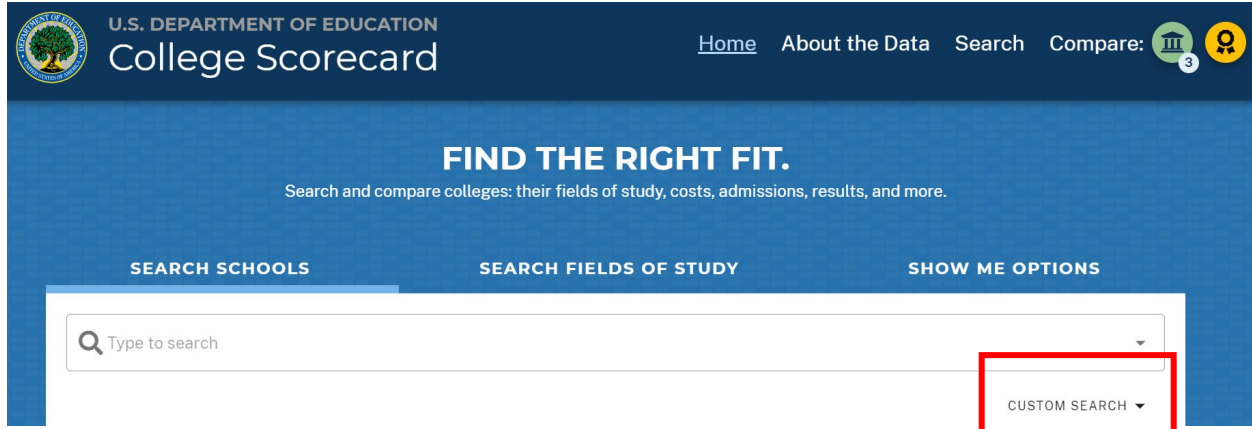 U.S. DEPARTMENT OF EDUCATION
College Scorecard
Home About the Data Search Compare: 3
FIND THE RIGHT FIT.
Search and compare colleges: their fields of study, costs, admissions, results, and more.
SEARCH SCHOOLS SEARCH FIELDS OF STUDY SHOW ME OPTIONS
Type to search
CUSTOM SEARCH